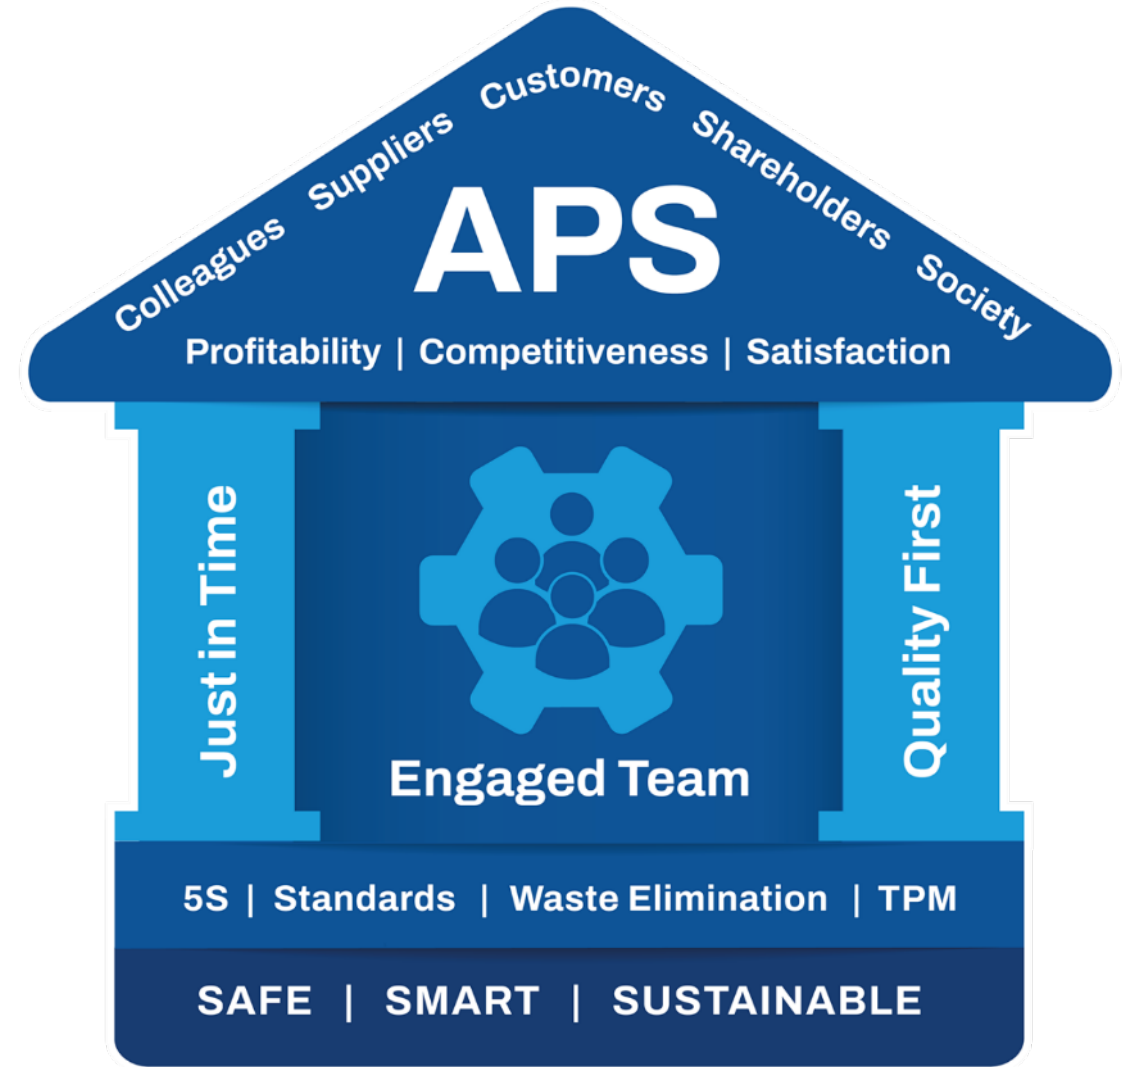 Colleagues Suppliers Customers Shareholders Society
APS
Profitability | Competitiveness | Satisfaction
Just in Time
Engaged Team
Quality First
5S | Standards | Waste Elimination | TPM
SAFE | SMART | SUSTAINABLE